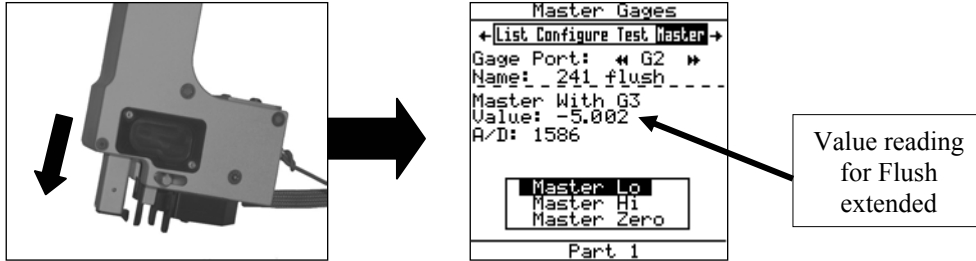 Master Gages
List Configure Test Master
Gage Port: G2
Name: 241 flush
Master With G3
Value: -5.002
A/D: 1586
Master Lo
Master Hi
Master Zero
Part 1
Value reading
for Flush
extended